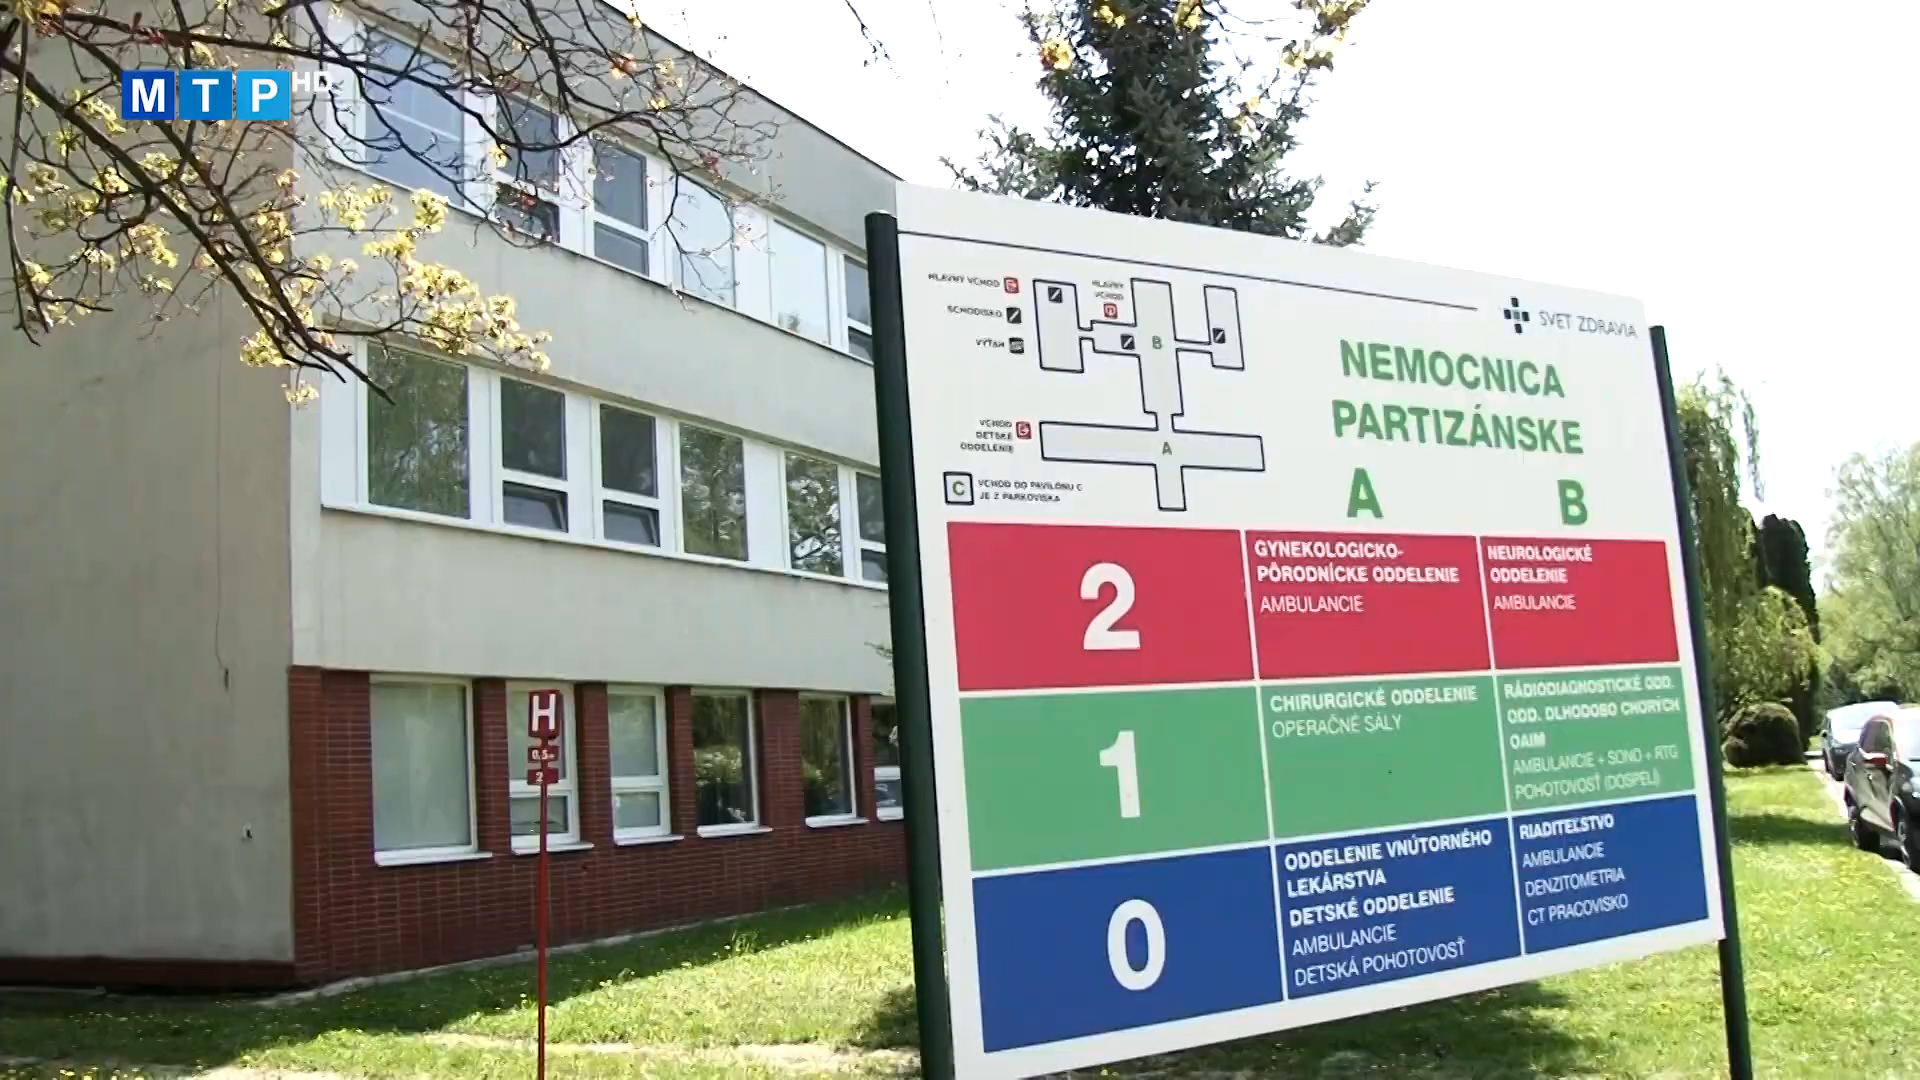 MTP HD
SVET ZDRAVIA
HLAVNÝ VCHOD
HLAVNÝ
VCHOD
SCHODISKO
VÝŤAH
B
VCHOD
DETSKÉ
ODDELENIE
A
C
VCHOD DO PAVILÓNU C
JE Z PARKOVISKA
NEMOCNICA
PARTIZÁNSKE
A B
2
GYNEKOLOGICKO-
PÔRODNÍCKE ODDELENIE
AMBULANCIE
NEUROLOGICKÉ
ODDELENIE
AMBULANCIE
1
CHIRURGICKÉ ODDELENIE
OPERAČNÉ SÁLY
RÁDIODIAGNOSTICKÉ ODD.
ODD. DLHODOBO CHORÝCH
OAIM
AMBULANCIE + SONO + RTG
POHOTOVOSŤ (DOSPELÍ)
0
ODDELENIE VNÚTORNÉHO
LEKÁRSTVA
DETSKÉ ODDELENIE
AMBULANCIE
DETSKÁ POHOTOVOSŤ
RIADITEĽSTVO
AMBULANCIE
DENZITOMETRIA
CT PRACOVISKO
H
0,5
2